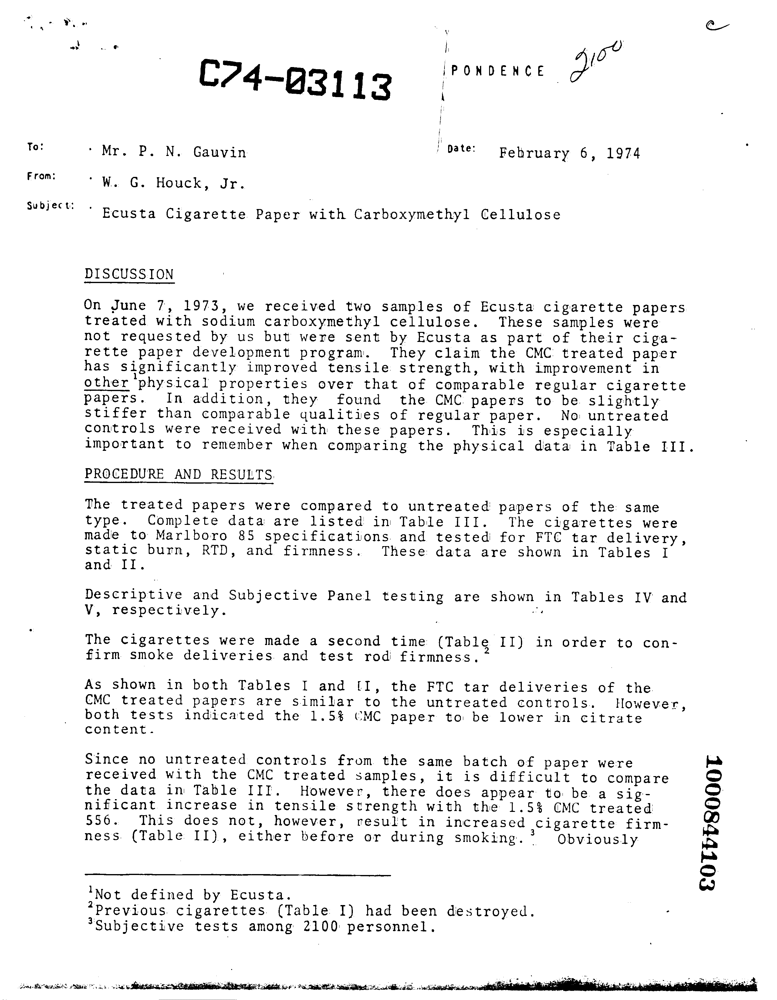 C
C74-03113
PONDENCE
2100
To: Mr. P. N. Gauvin
Date: February 6, 1974
From: W. G. Houck, Jr.
Subject: Ecusta Cigarette Paper with Carboxymethyl Cellulose
DISCUSSION
On June 7, 1973, we received two samples of Ecusta cigarette papers
treated with sodium carboxymethyl cellulose. These samples were
not requested by us but were sent by Ecusta as part of their ciga-
rette paper development program. They claim the CMC treated paper
has significantly improved tensile strength, with improvement in
other ¹physical properties over that of comparable regular cigarette
papers. In addition, they found the CMC papers to be slightly
stiffer than comparable qualities of regular paper. No untreated
controls were received with these papers. This is especially
important to remember when comparing the physical data in Table III.
PROCEDURE AND RESULTS
The treated papers were compared to untreated papers of the same
type. Complete data are listed in Table III. The cigarettes were
made to Marlboro 85 specifications and tested for FTC tar delivery,
static burn, RTD, and firmness. These data are shown in Tables I
and II.
Descriptive and Subjective Panel testing are shown in Tables IV and
V, respectively.
The cigarettes were made a second time (Table II) in order to con-
firm smoke deliveries and test rod firmness.²
As shown in both Tables I and II, the FTC tar deliveries of the
CMC treated papers are similar to the untreated controls. However,
both tests indicated the 1.5% CMC paper to be lower in citrate
content.
Since no untreated controls from the same batch of paper were
received with the CMC treated samples, it is difficult to compare
the data in Table III. However, there does appear to be a sig-
nificant increase in tensile strength with the 1.5% CMC treated
556. This does not, however, result in increased cigarette firm-
ness (Table II), either before or during smoking.³ Obviously
¹Not defined by Ecusta.
²Previous cigarettes (Table I) had been destroyed.
³Subjective tests among 2100 personnel.
1000844103